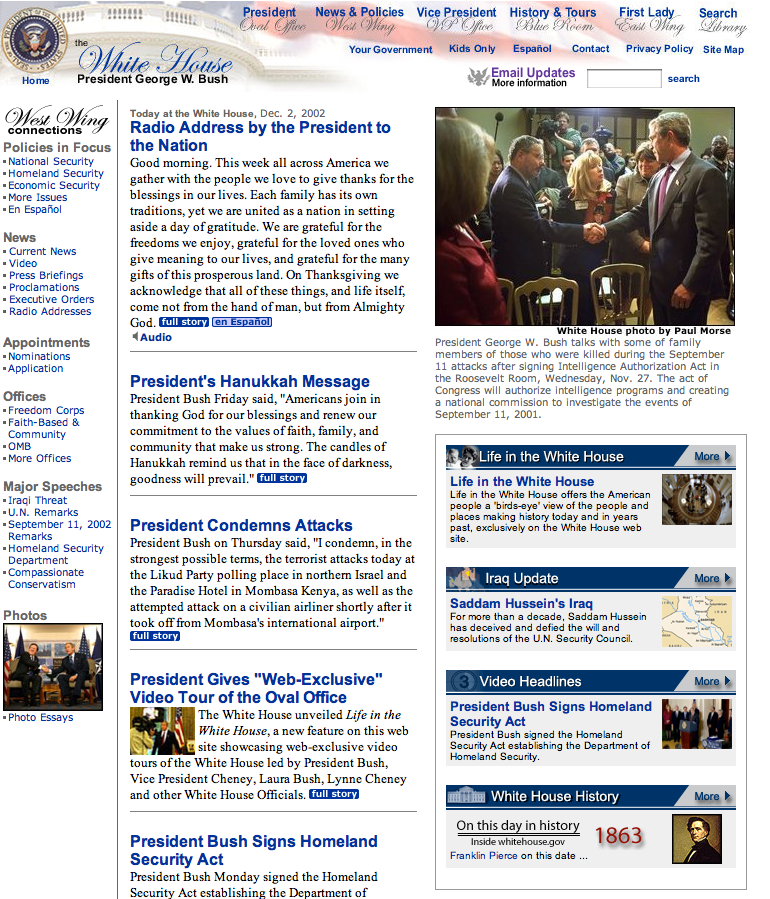 President
Oval Office
News & Policies
West Wing
Vice President
VP Office
History & Tours
Blue Room
First Lady
East Wing
Search
Library
the
White House
President George W. Bush
Home
Your Government
Kids Only
Español
Contact
Privacy Policy
Site Map
Email Updates
More information
search
West Wing
connections
Policies in Focus
National Security
Homeland Security
Economic Security
More Issues
En Español
News
Current News
Video
Press Briefings
Proclamations
Executive Orders
Radio Addresses
Appointments
Nominations
Application
Offices
Freedom Corps
Faith-Based &
Community
OMB
More Offices
Major Speeches
Iraqi Threat
U.N. Remarks
September 11, 2002
Remarks
Homeland Security
Department
Compassionate
Conservatism
Photos
Photo Essays
Today at the White House, Dec. 2, 2002
Radio Address by the President to
the Nation
Good morning. This week all across America we
gather with the people we love to give thanks for the
blessings in our lives. Each family has its own
traditions, yet we are united as a nation in setting
aside a day of gratitude. We are grateful for the
freedoms we enjoy, grateful for the loved ones who
give meaning to our lives, and grateful for the many
gifts of this prosperous land. On Thanksgiving we
acknowledge that all of these things, and life itself,
come not from the hand of man, but from Almighty
God. full story en Español
Audio
President's Hanukkah Message
President Bush Friday said, "Americans join in
thanking God for our blessings and renew our
commitment to the values of faith, family, and
community that make us strong. The candles of
Hanukkah remind us that in the face of darkness,
goodness will prevail." full story
President Condemns Attacks
President Bush on Thursday said, "I condemn, in the
strongest possible terms, the terrorist attacks today at
the Likud Party polling place in northern Israel and
the Paradise Hotel in Mombasa Kenya, as well as the
attempted attack on a civilian airliner shortly after it
took off from Mombasa's international airport."
full story
President Gives "Web-Exclusive"
Video Tour of the Oval Office
The White House unveiled Life in the
White House, a new feature on this web
site showcasing web-exclusive video
tours of the White House led by President Bush,
Vice President Cheney, Laura Bush, Lynne Cheney
and other White House Officials. full story
President Bush Signs Homeland
Security Act
President Bush Monday signed the Homeland
Security Act establishing the Department of
White House photo by Paul Morse
President George W. Bush talks with some of family
members of those who were killed during the September
11 attacks after signing Intelligence Authorization Act in
the Roosevelt Room, Wednesday, Nov. 27. The act of
Congress will authorize intelligence programs and creating
a national commission to investigate the events of
September 11, 2001.
Life in the White House
More
Life in the White House
Life in the White House offers the American
people a 'birds-eye' view of the people and
places making history today and in years
past, exclusively on the White House web
site.
Iraq Update
More
Saddam Hussein's Iraq
For more than a decade, Saddam Hussein
has deceived and defied the will and
resolutions of the U.N. Security Council.
3 Video Headlines
More
President Bush Signs Homeland
Security Act
President Bush signed the Homeland
Security Act establishing the Department of
Homeland Security.
White House History
More
On this day in history
Inside whitehouse.gov
1863
Franklin Pierce on this date ...